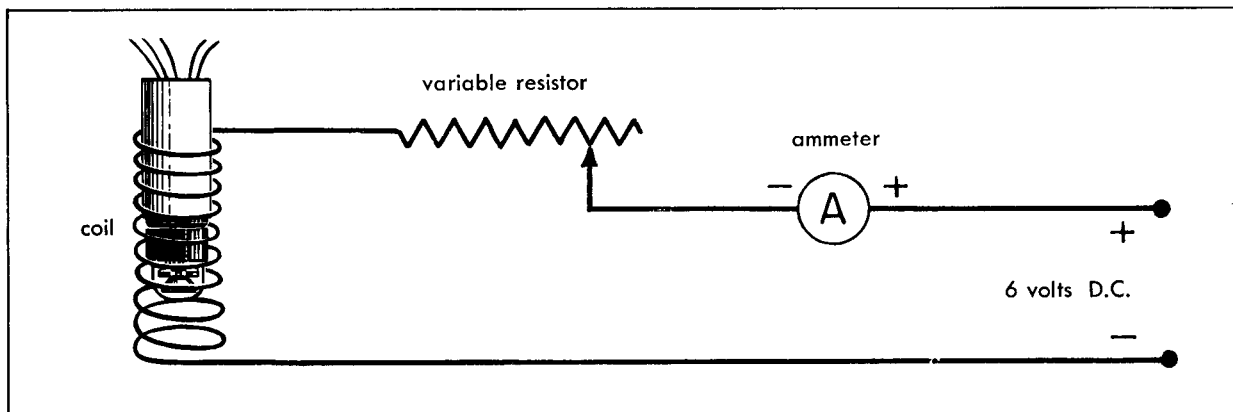 variable resistor
ammeter
− A +
coil
+
6 volts D.C.
−